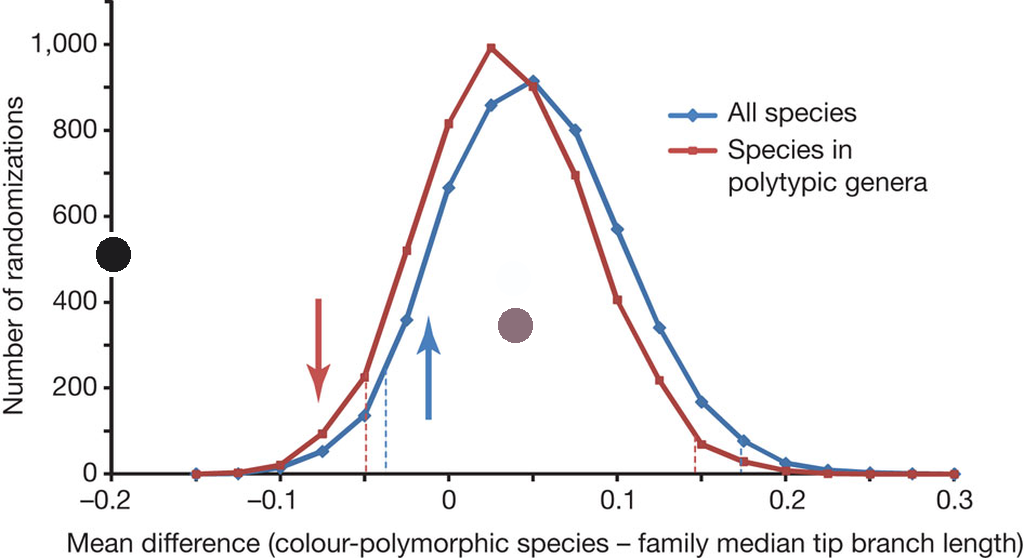 Number of randomizations
1,000
800
600
400
200
0
All species
Species in
polytypic genera
–0.2
–0.1
0
0.1
0.2
0.3
Mean difference (colour-polymorphic species – family median tip branch length)